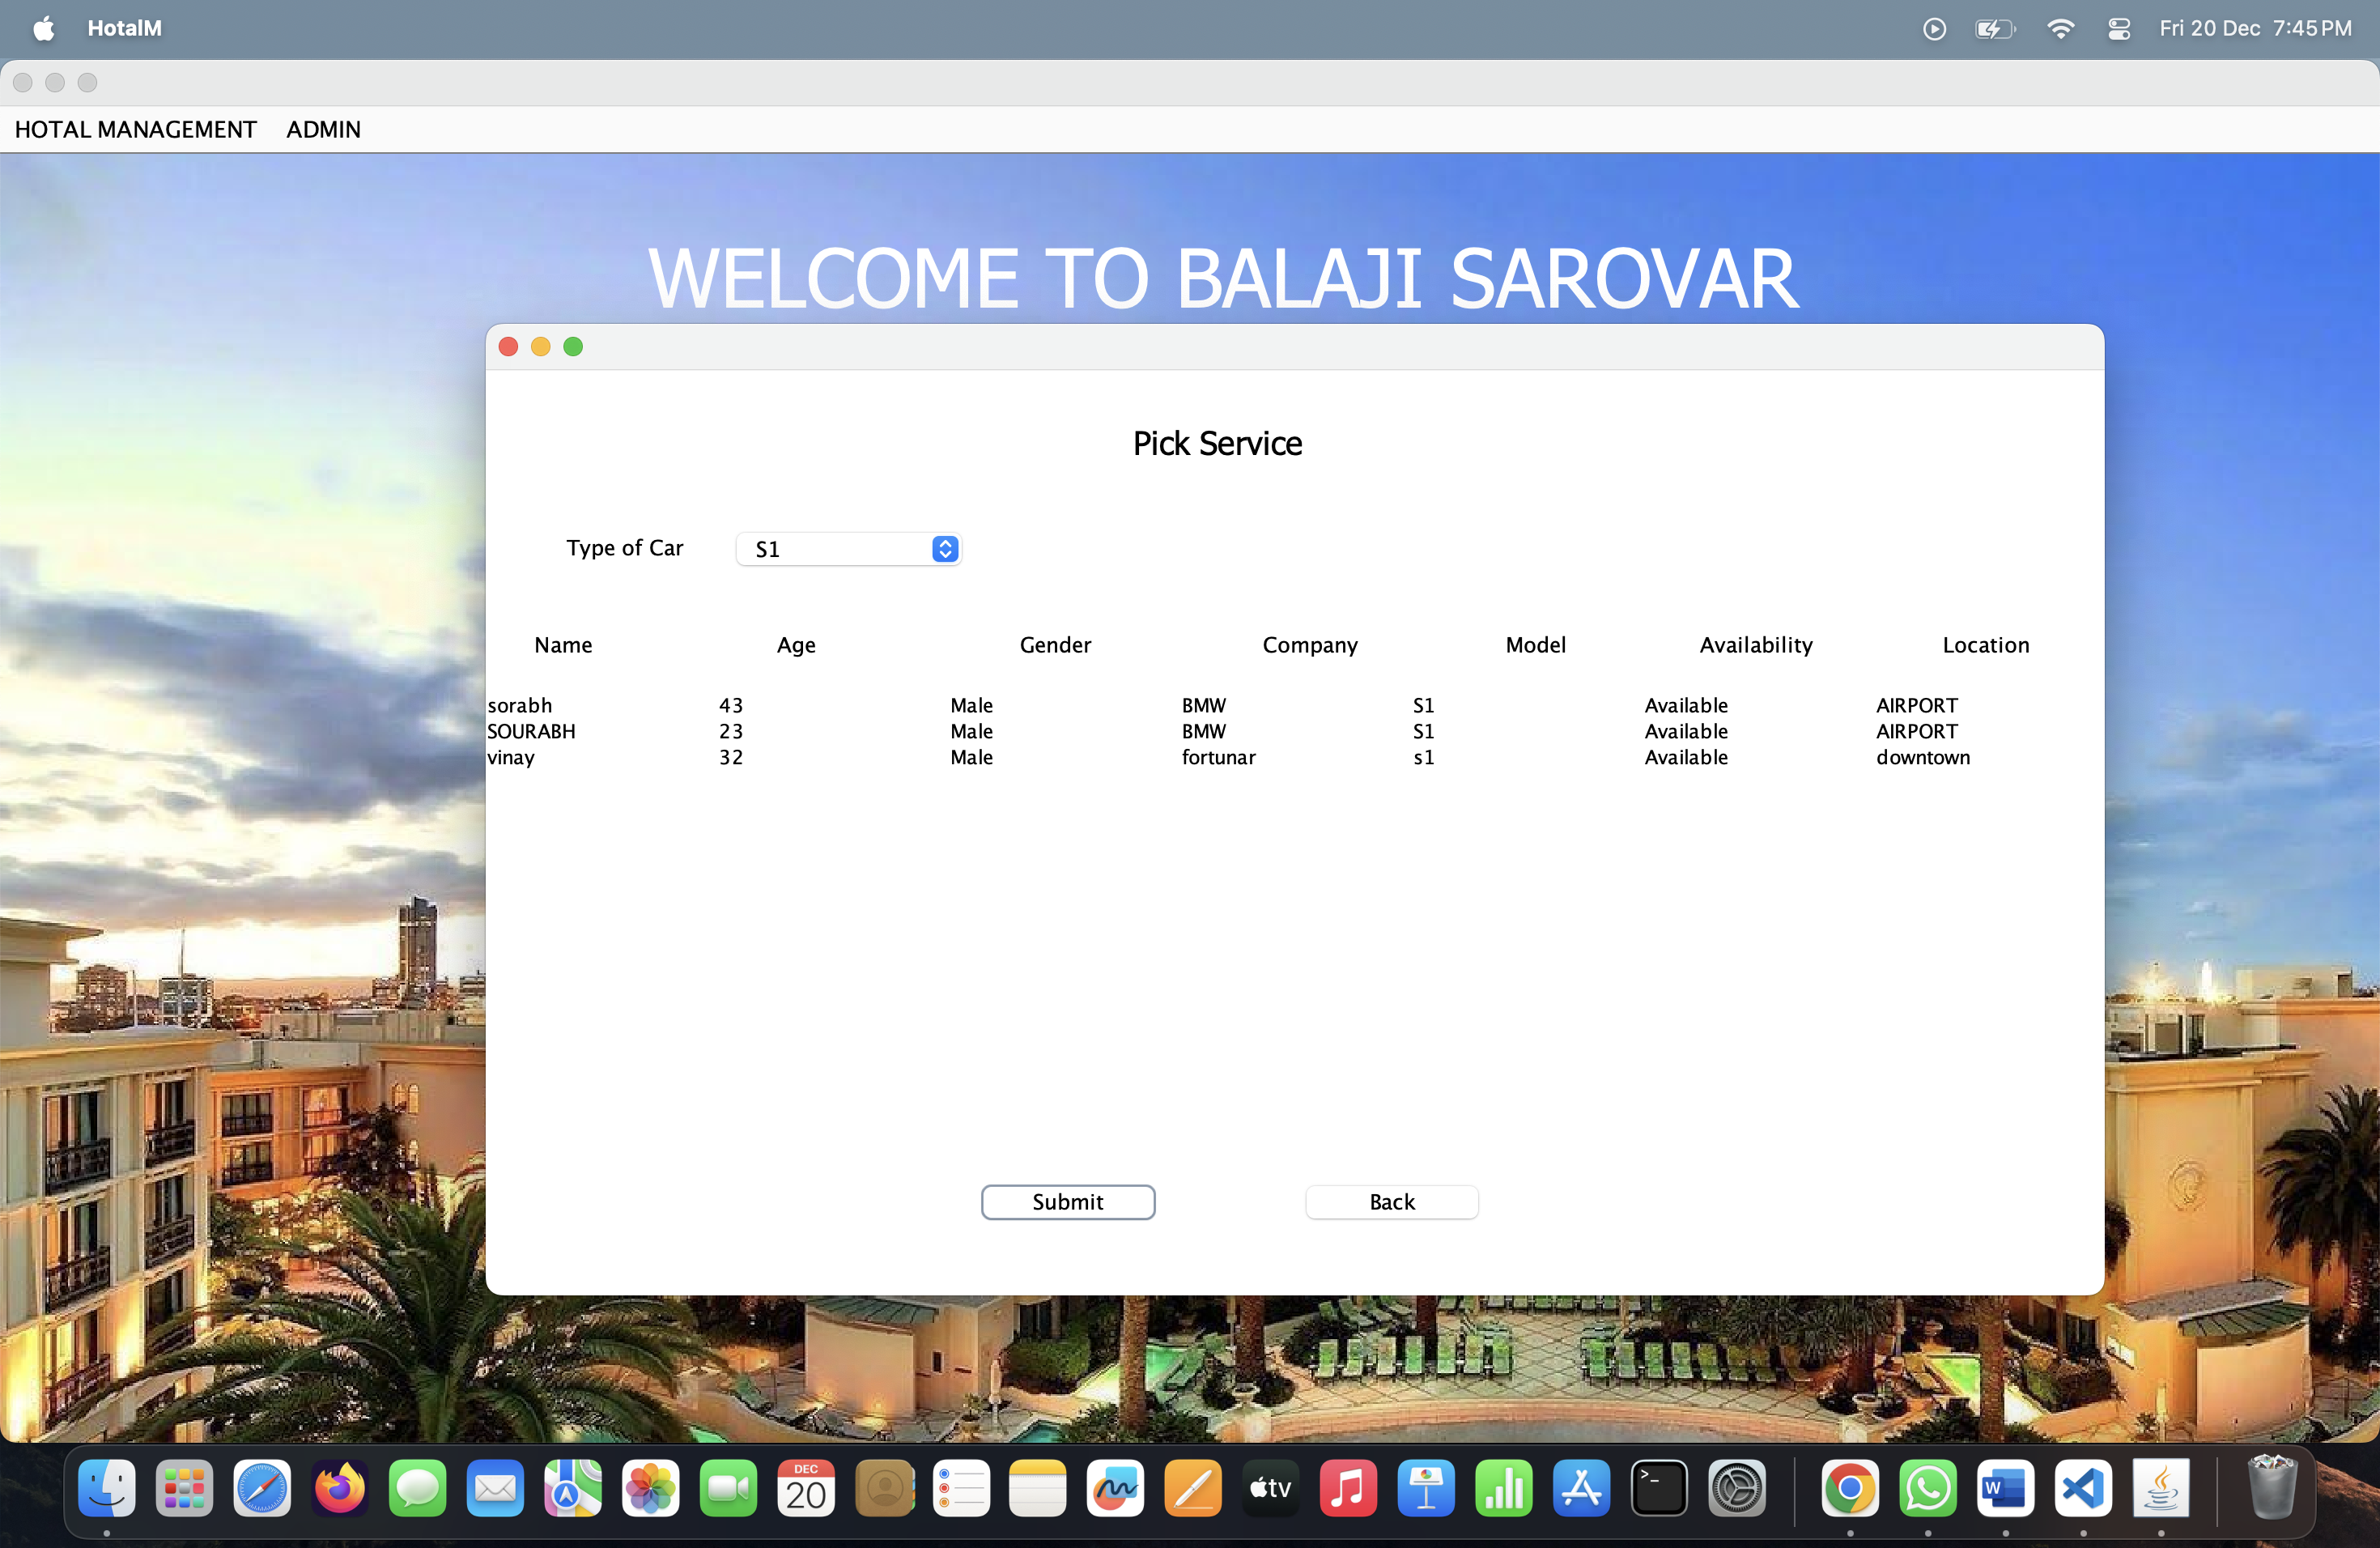 HotalM Fri 20 Dec 7:45 PM
HOTAL MANAGEMENT ADMIN
WELCOME TO BALAJI SAROVAR
Pick Service
Type of Car S1
Name Age Gender Company Model Availability Location
sorabh 43 Male BMW S1 Available AIRPORT
SOURABH 23 Male BMW S1 Available AIRPORT
vinay 32 Male fortunar s1 Available downtown
Submit Back
DEC
20
tv
>_
W